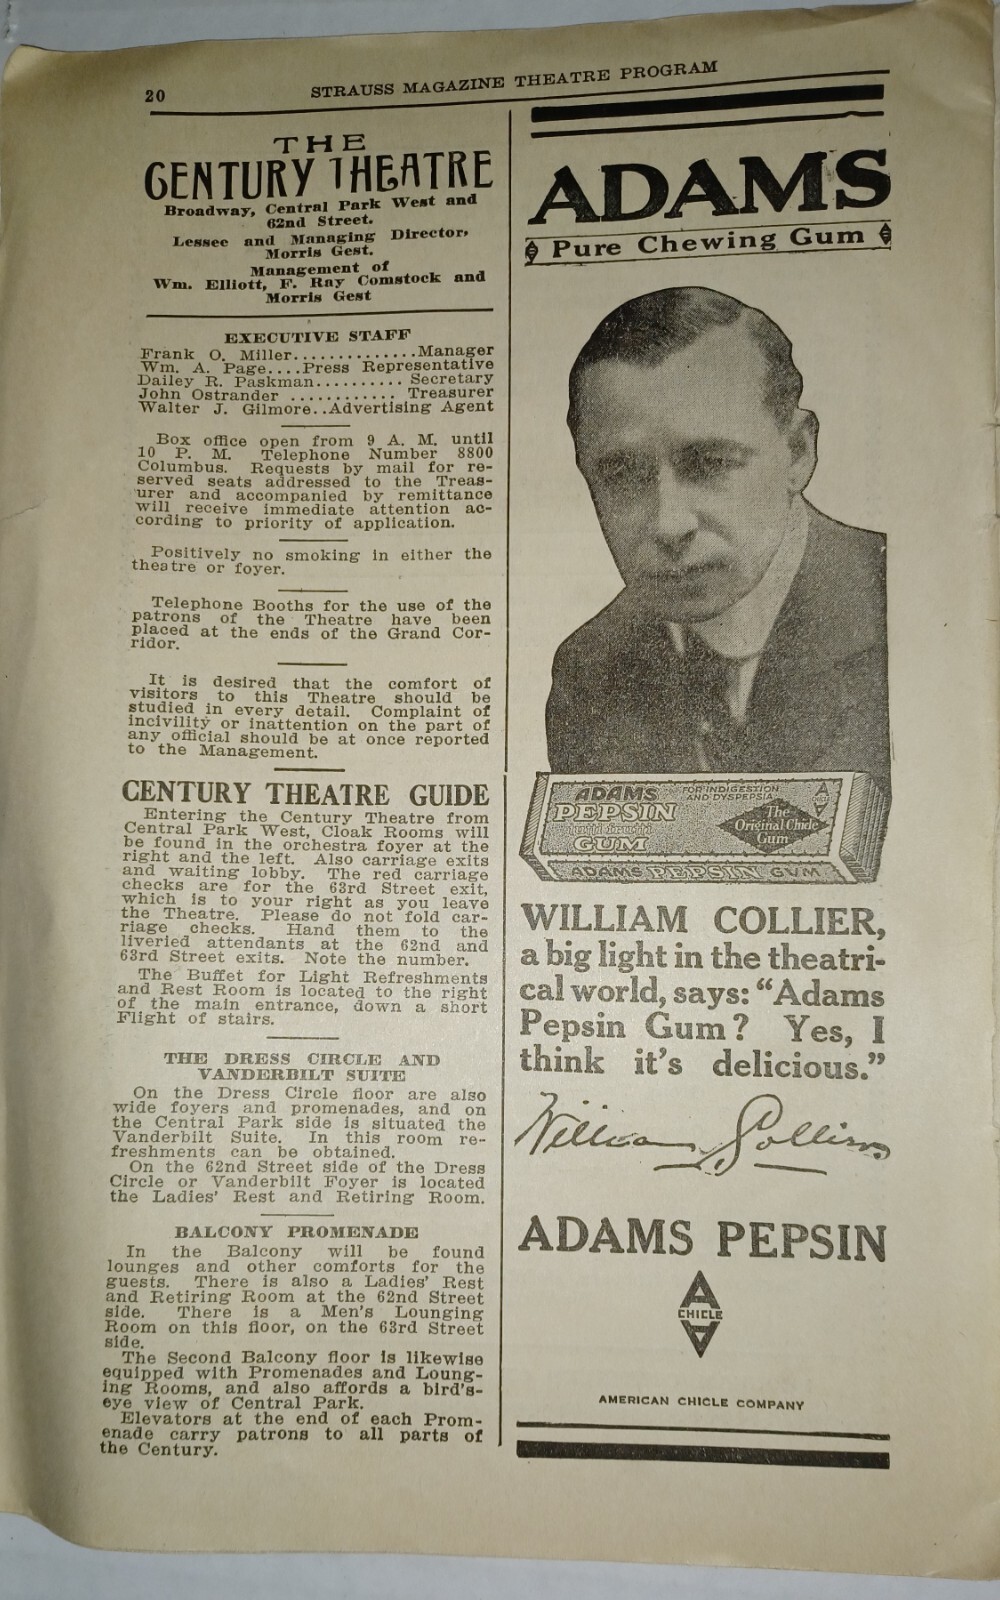 20
STRAUSS MAGAZINE THEATRE PROGRAM
THE
CENTURY THEATRE
Broadway, Central Park West and
62nd Street.
Lessee and Managing Director,
Morris Gest.
Management of
Wm. Elliott, F. Ray Comstock and
Morris Gest
EXECUTIVE STAFF
Frank O. Miller..............Manager
Wm. A. Page....Press Representative
Dailey R. Paskman.......... Secretary
John Ostrander ............ Treasurer
Walter J. Gilmore..Advertising Agent
Box office open from 9 A. M. until
10 P. M. Telephone Number 8800
Columbus. Requests by mail for re-
served seats addressed to the Treas-
urer and accompanied by remittance
will receive immediate attention ac-
cording to priority of application.
Positively no smoking in either the
theatre or foyer.
Telephone Booths for the use of the
patrons of the Theatre have been
placed at the ends of the Grand Cor-
ridor.
It is desired that the comfort of
visitors to this Theatre should be
studied in every detail. Complaint of
incivility or inattention on the part of
any official should be at once reported
to the Management.
CENTURY THEATRE GUIDE
Entering the Century Theatre from
Central Park West, Cloak Rooms will
be found in the orchestra foyer at the
right and the left. Also carriage exits
and waiting lobby. The red carriage
checks are for the 63rd Street exit,
which is to your right as you leave
the Theatre. Please do not fold car-
riage checks. Hand them to the
liveried attendants at the 62nd and
63rd Street exits. Note the number.
The Buffet for Light Refreshments
and Rest Room is located to the right
of the main entrance, down a short
Flight of stairs.
THE DRESS CIRCLE AND
VANDERBILT SUITE
On the Dress Circle floor are also
wide foyers and promenades, and on
the Central Park side is situated the
Vanderbilt Suite. In this room re-
freshments can be obtained.
On the 62nd Street side of the Dress
Circle or Vanderbilt Foyer is located
the Ladies' Rest and Retiring Room.
BALCONY PROMENADE
In the Balcony will be found
lounges and other comforts for the
guests. There is also a Ladies' Rest
and Retiring Room at the 62nd Street
side. There is a Men's Lounging
Room on this floor, on the 63rd Street
side.
The Second Balcony floor is likewise
equipped with Promenades and Loung-
ing Rooms, and also affords a bird's-
eye view of Central Park.
Elevators at the end of each Prom-
enade carry patrons to all parts of
the Century.
ADAMS
Pure Chewing Gum
ADAMS
PEPSIN
tutti frutti
GUM
FOR INDIGESTION
AND DYSPEPSIA
The
Original Chicle
Gum
ADAMS PEPSIN GUM
WILLIAM COLLIER,
a big light in the theatri-
cal world, says: "Adams
Pepsin Gum? Yes, I
think it's delicious."
William Collier
ADAMS PEPSIN
A
CHICLE
A
AMERICAN CHICLE COMPANY